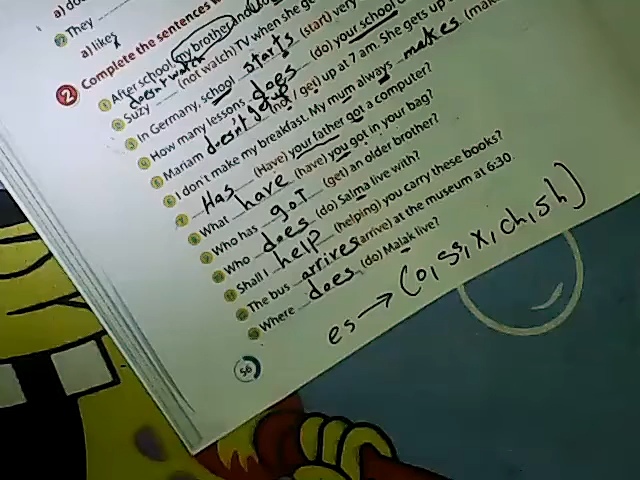 They
a) likes
2 Complete the sentences
1 After school, my brother and
2 Suzy doesn't watch (not watch) TV when she
3 In Germany, school starts (start) very
4 How many lessons does (do) your school
5 Mariam doesn't get up (not / get) up at 7 am. She gets up
6 I don't make my breakfast. My mum always makes
7 Has (Have) your father got a computer?
8 What have (have) you got in your bag?
9 Who has got (get) an older brother?
10 Who does (do) Salma live with?
11 Shall I help (helping) you carry these books?
12 The bus arrives (arrive) at the museum at 6:30.
13 Where does (do) Malak live?
es → (o, ss, x, ch, sh)
56